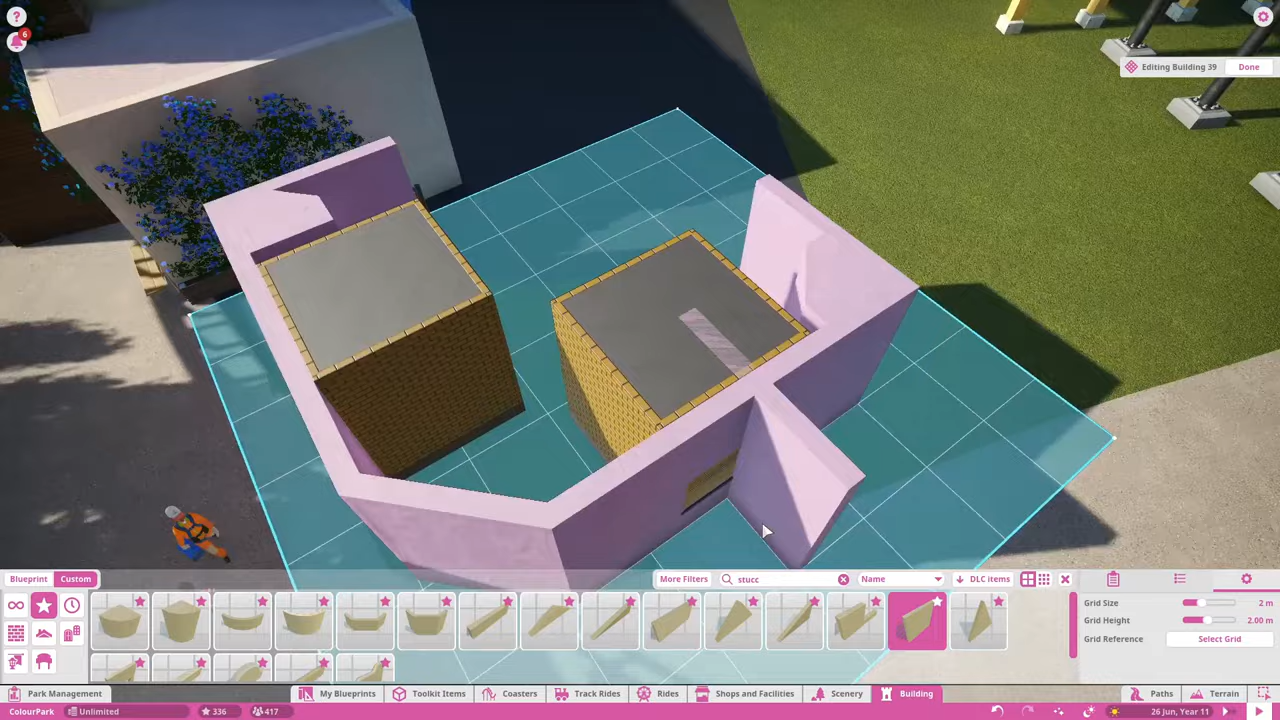 ?
6
Editing Building 39 Done
Blueprint Custom More Filters stucc Name DLC items
Grid Size 2 m
Grid Height 2.00 m
Grid Reference Select Grid
Park Management My Blueprints Toolkit Items Coasters Track Rides Rides Shops and Facilities Scenery Building Paths Terrain
ColourPark Unlimited 336 417 26 Jun, Year 11